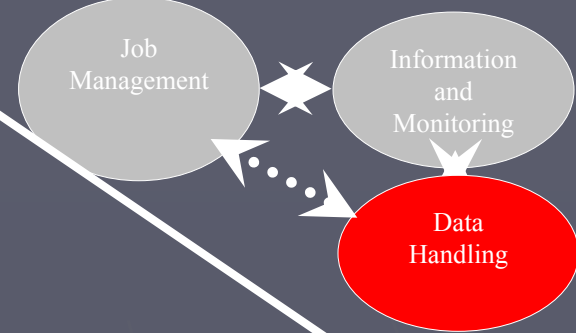 Job
Management
Information
and
Monitoring
Data
Handling